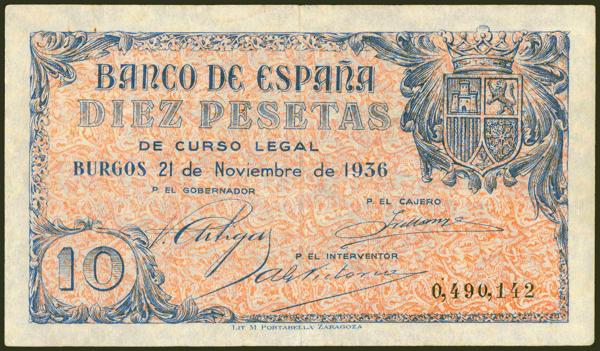 BANCO DE ESPAÑA
DIEZ PESETAS
DE CURSO LEGAL
BURGOS 21 de Noviembre de 1936
P. EL GOBERNADOR
P EL CAJERO
P EL INTERVENTOR
10
0,490,142
LIT M PORTABELLA ZARAGOZA